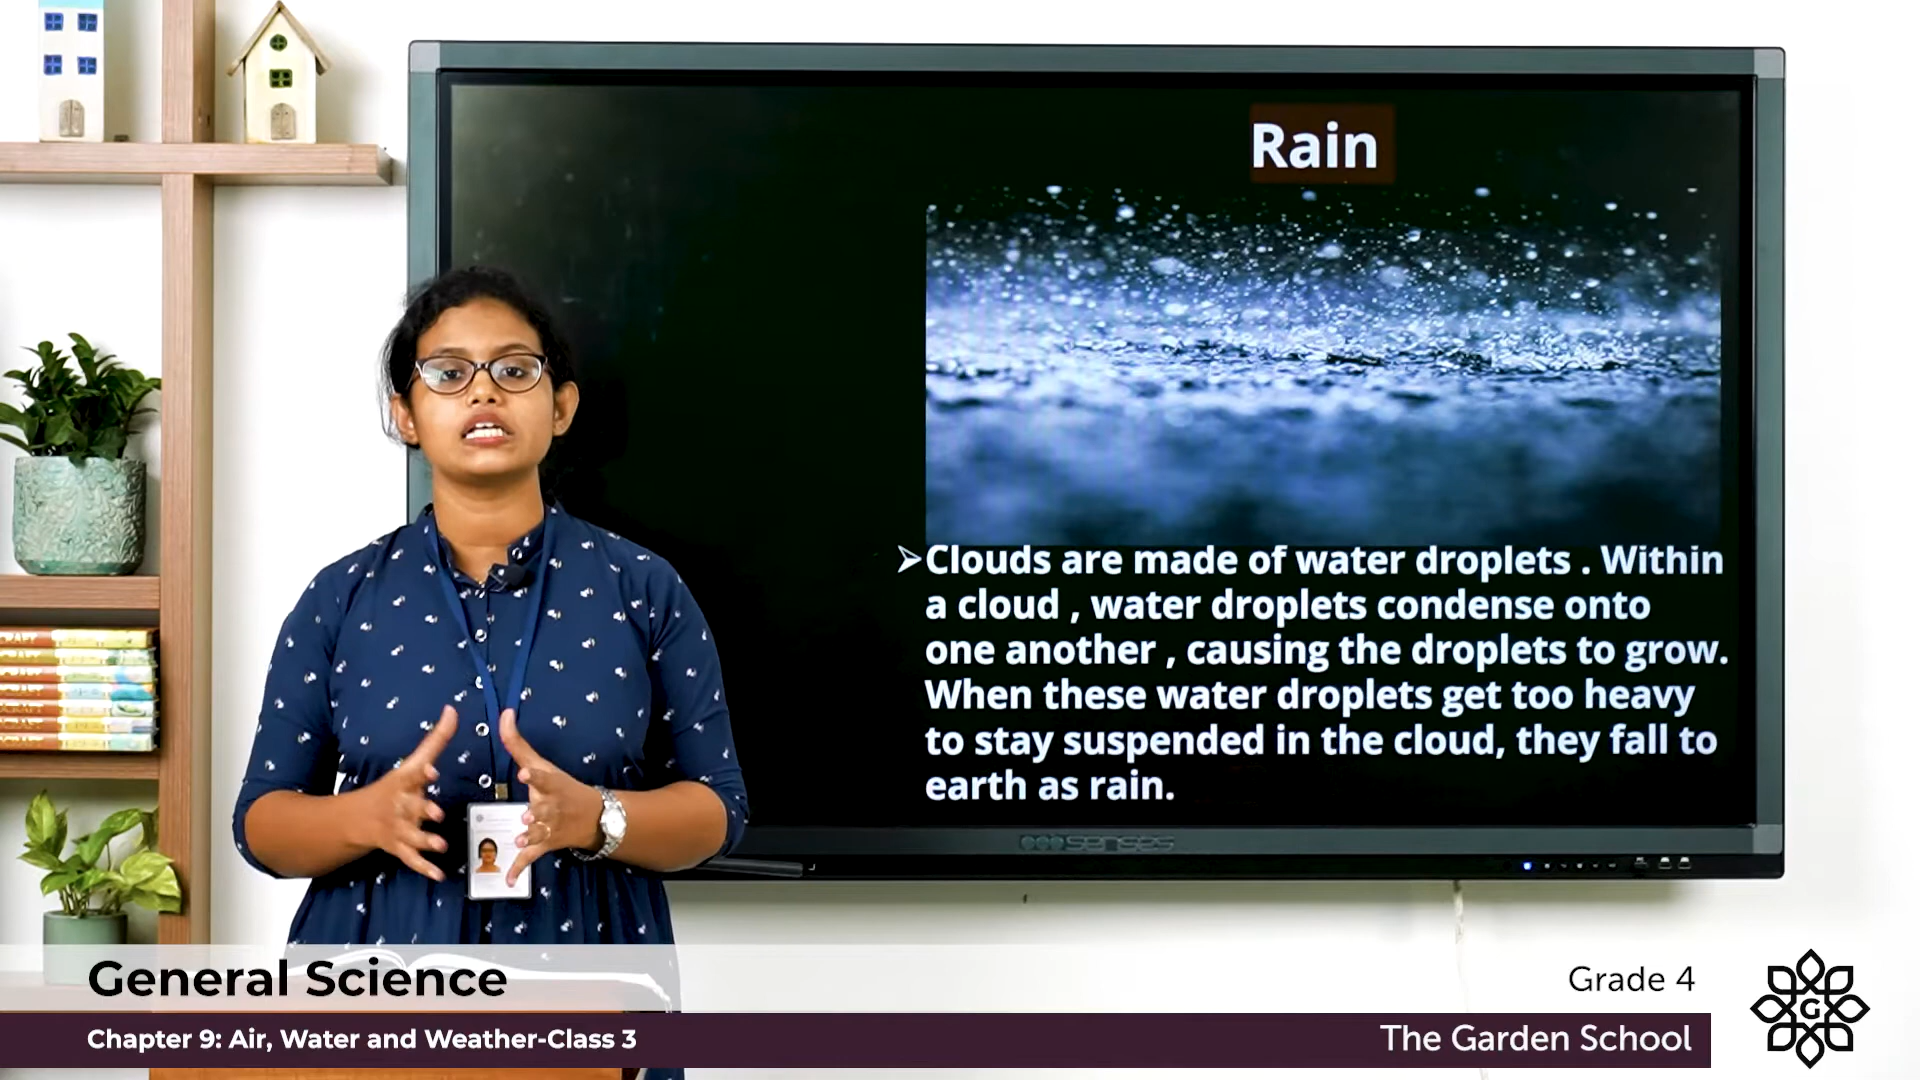 Rain
➢Clouds are made of water droplets . Within
a cloud , water droplets condense onto
one another , causing the droplets to grow.
When these water droplets get too heavy
to stay suspended in the cloud, they fall to
earth as rain.
senses
General Science
Grade 4
Chapter 9: Air, Water and Weather-Class 3
The Garden School
G